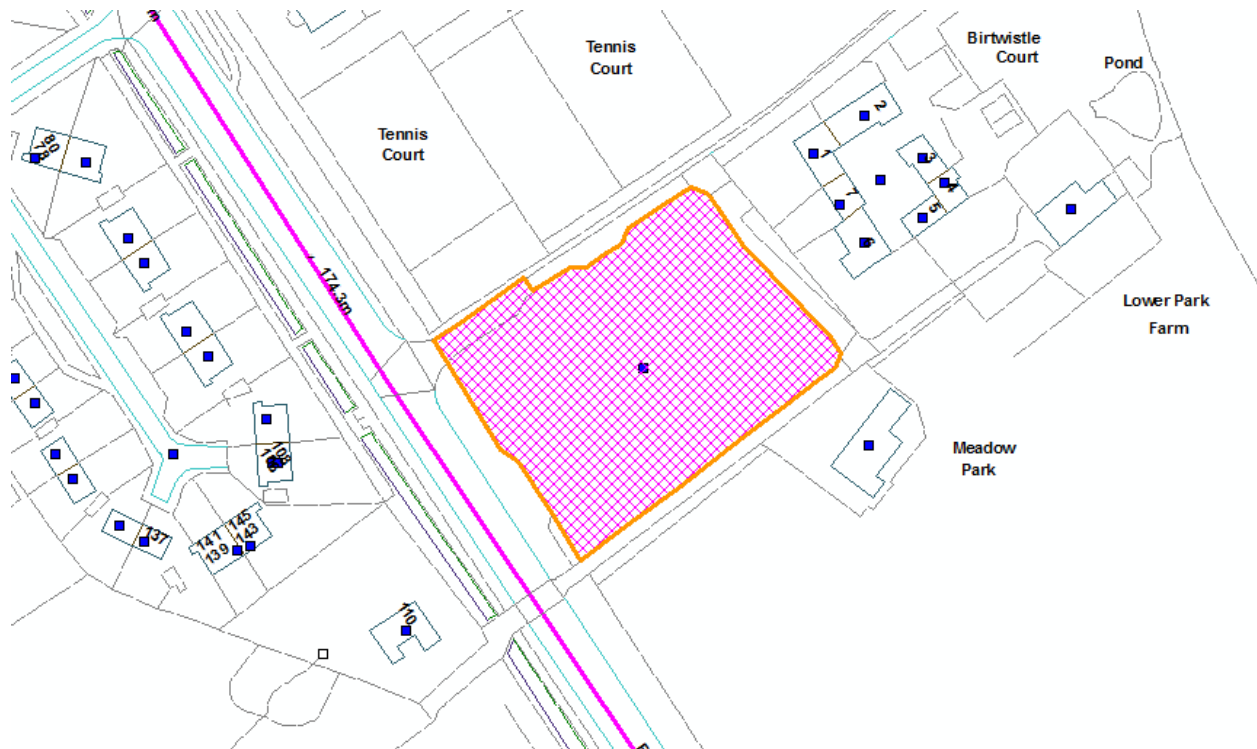 Tennis
Court
Birtwistle
Court
Pond
Tennis
Court
2
80
78
1
3
4
7
5
6
174.3m
Lower Park
Farm
108
Meadow
Park
137
145
141
143
139
110